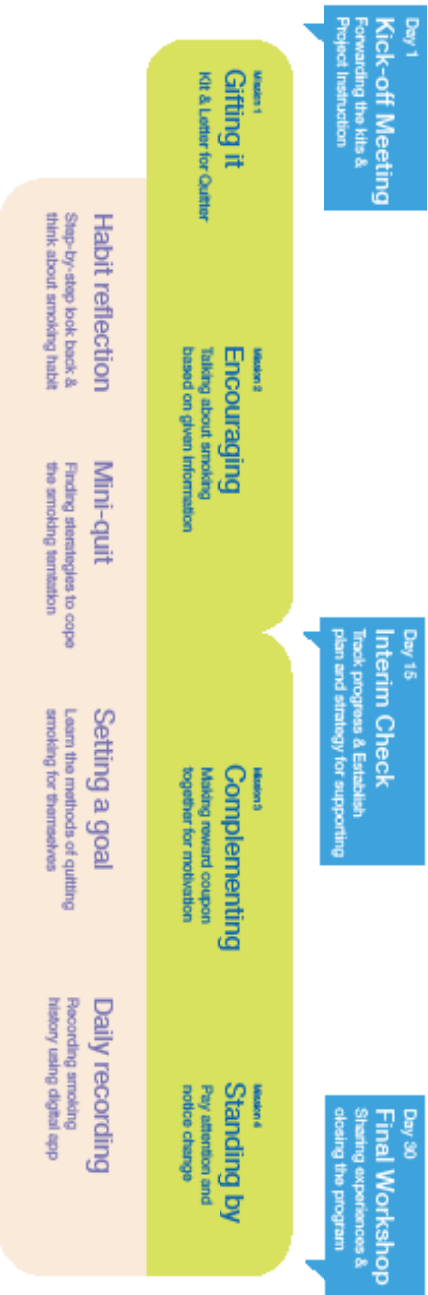 Day 1
Kick-off Meeting
Forwarding the kits &
Project Instruction
Day 15
Interim Check
Track progress & Establish
plan and strategy for supporting
Day 30
Final Workshop
Sharing experiences &
closing the program
Mission 1
Gifting it
Kit & Letter for Quitter
Mission 2
Encouraging
Talking about smoking
based on given information
Mission 3
Complementing
Making reward coupon
together for motivation
Mission 4
Standing by
Pay attention and
notice change
Habit reflection
Step-by-step look back &
think about smoking habit
Mini-quit
Finding sterategies to cope
the smoking temtation
Setting a goal
Learn the methods of quitting
smoking for themselves
Daily recording
Recording smoking
history using digital app